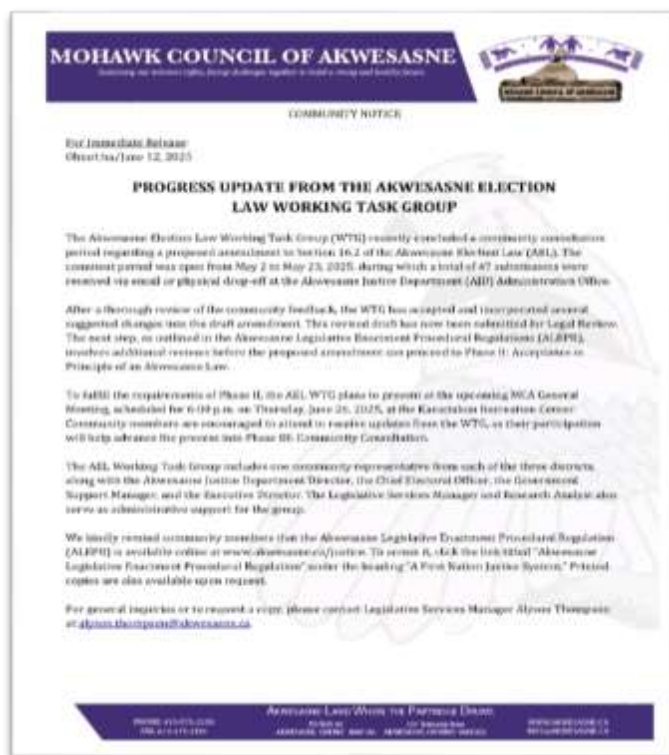 MOHAWK COUNCIL OF AKWESASNE
MOHAWK COUNCIL OF AKWESASNE
COMMUNITY NOTICE
For Immediate Release
Ohiarí:ha/June 12, 2025
PROGRESS UPDATE FROM THE AKWESASNE ELECTION
LAW WORKING TASK GROUP
The Akwesasne Election Law Working Task Group (WTG) recently concluded a community consultation
period regarding a proposed amendment to Section 16.2 of the Akwesasne Election Law (AEL). The
comment period was open from May 2 to May 23, 2025, during which a total of 47 submissions were
received via email or physical drop-off at the Akwesasne Justice Department (AJD) Administration Office.
After a thorough review of the community feedback, the WTG has accepted and incorporated several
suggested changes into the draft amendment. This revised draft has now been submitted for Legal Review.
The next step, as outlined in the Akwesasne Legislative Enactment Procedural Regulations (ALEPR),
involves additional reviews before the proposed amendment can proceed to Phase II: Acceptance in
Principle of an Akwesasne Law.
To fulfill the requirements of Phase II, the AEL WTG plans to present at the upcoming MCA General
Meeting, scheduled for 6:00 p.m. on Thursday, June 26, 2025, at the Kanatakon Recreation Center.
Community members are encouraged to attend to receive updates from the WTG, as their participation
will help advance the process into Phase III: Community Consultation.
The AEL Working Task Group includes one community representative from each of the three districts,
along with the Akwesasne Justice Department Director, the Chief Electoral Officer, the Government
Support Manager, and the Executive Director. The Legislative Services Manager and Research Analyst also
serve as administrative support for the group.
We kindly remind community members that the Akwesasne Legislative Enactment Procedural Regulation
(ALEPR) is available online at www.akwesasne.ca/justice. To access it, click the link titled "Akwesasne
Legislative Enactment Procedural Regulation" under the heading "A First Nation Justice System." Printed
copies are also available upon request.
For general inquiries or to request a copy, please contact Legislative Services Manager Alyson Thompson
at alyson.thompson@akwesasne.ca.
AKWESASNE-LAND WHERE THE PARTRIDGE DRUMS
WWW.AKWESASNE.CA
INFO@AKWESASNE.CA